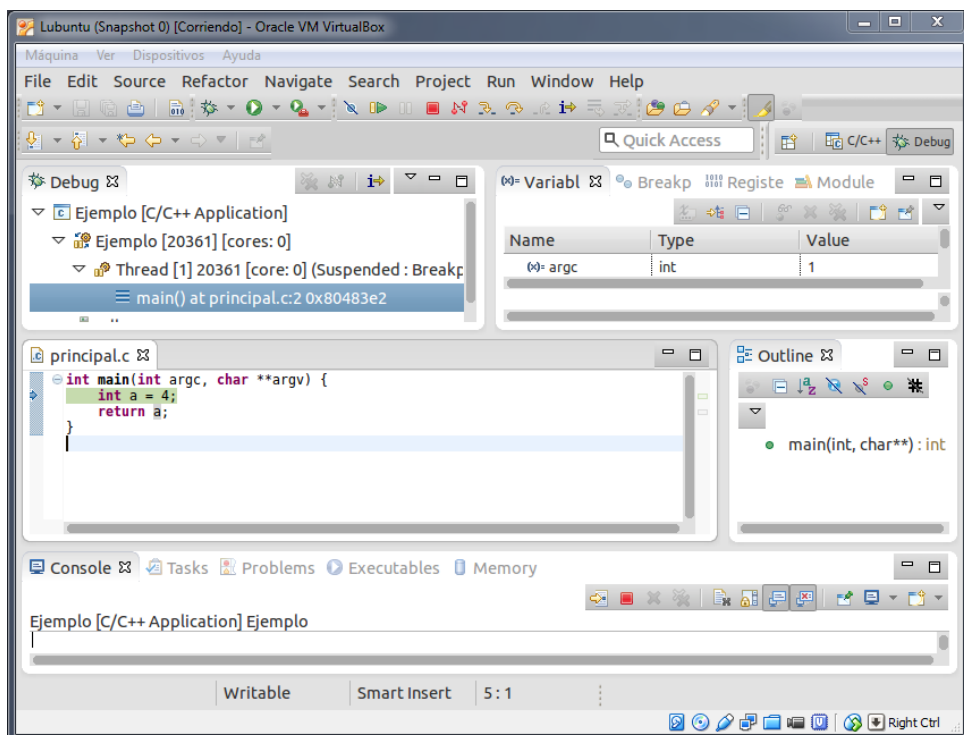 Lubuntu (Snapshot 0) [Corriendo] - Oracle VM VirtualBox
Máquina Ver Dispositivos Ayuda
File Edit Source Refactor Navigate Search Project Run Window Help
Quick Access
C/C++
Debug
Debug
Ejemplo [C/C++ Application]
Ejemplo [20361] [cores: 0]
Thread [1] 20361 [core: 0] (Suspended : Breakp
main() at principal.c:2 0x80483e2
(x)= Variabl Breakp Registe Module
Name Type Value
(x)= argc int 1
principal.c
int main(int argc, char **argv) {
int a = 4;
return a;
}
Outline
main(int, char**) : int
Console Tasks Problems Executables Memory
Ejemplo [C/C++ Application] Ejemplo
Writable Smart Insert 5 : 1
Right Ctrl